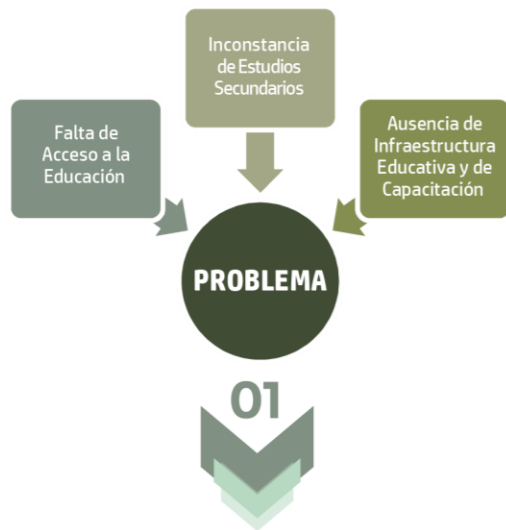 Inconstancia
de Estudios
Secundarios
Falta de
Acceso a la
Educación
Ausencia de
Infraestructura
Educativa y de
Capacitación
PROBLEMA
01